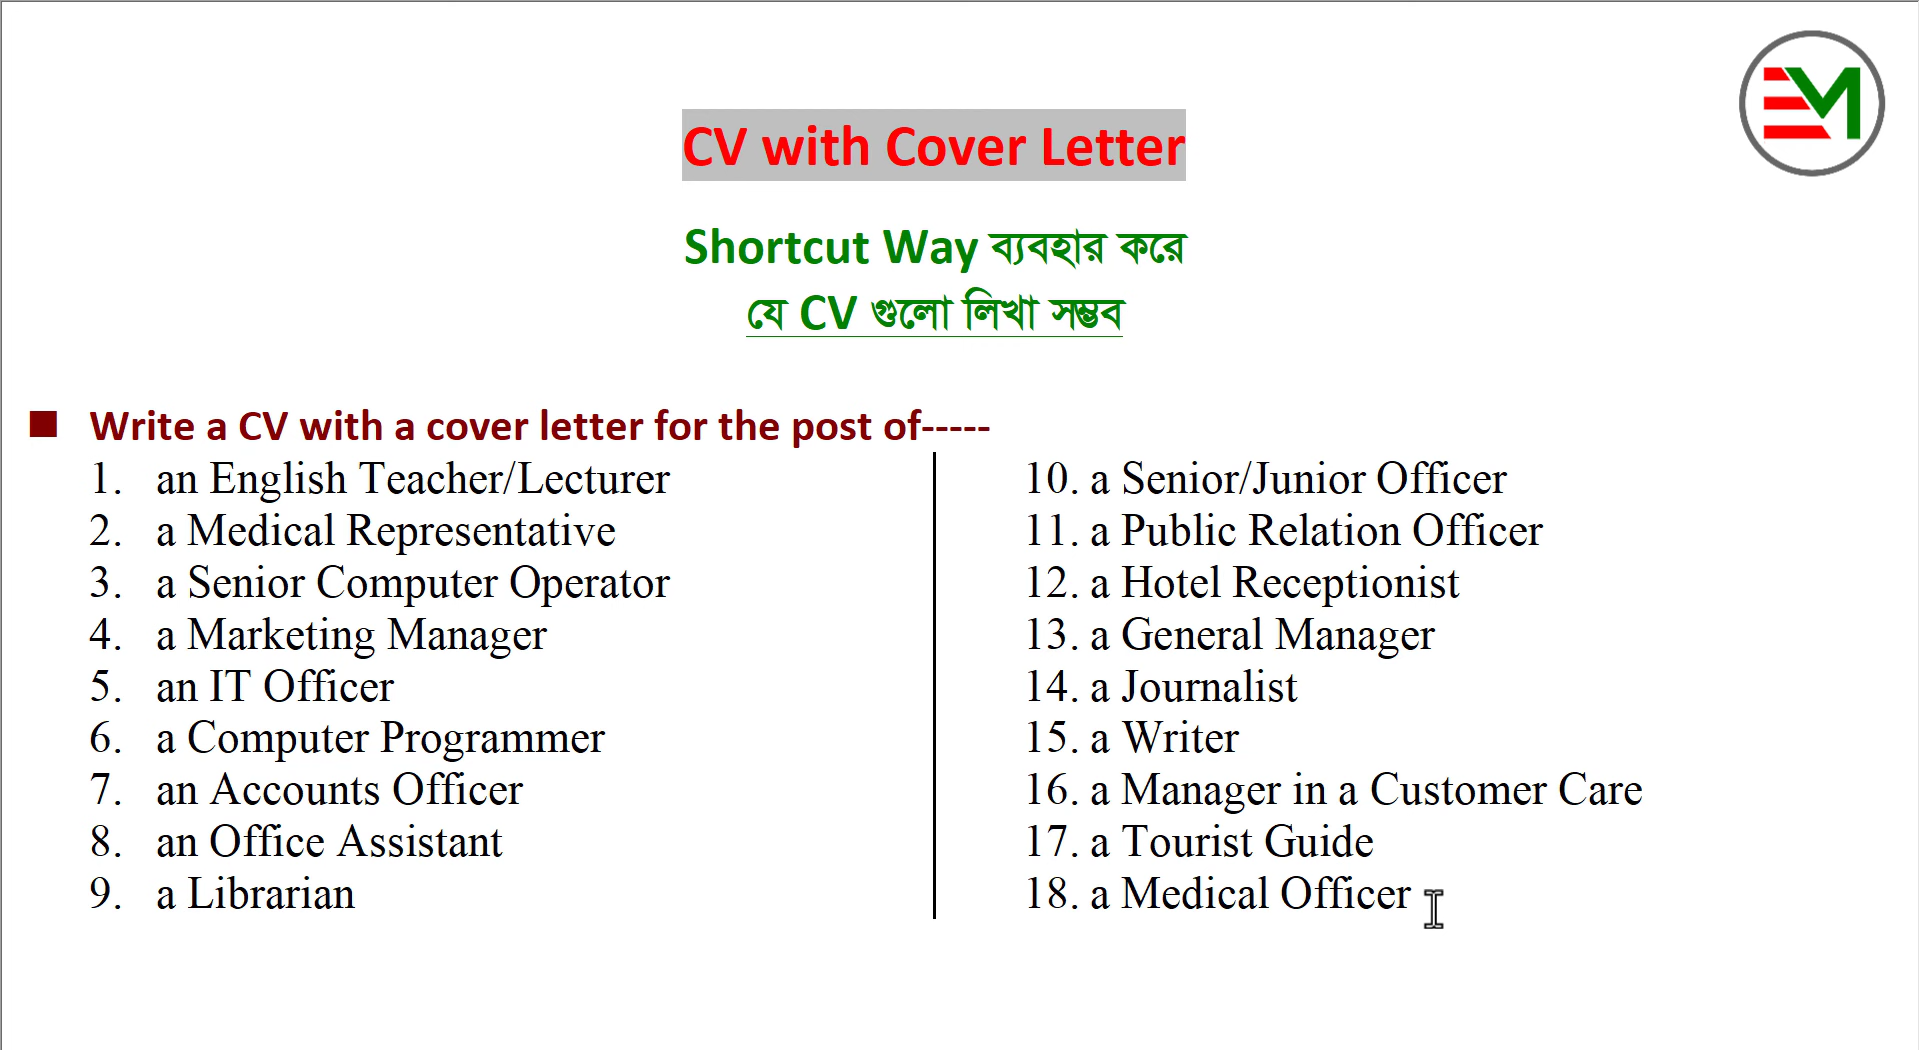 EM
CV with Cover Letter
Shortcut Way ব্যবহার করে
যে CV গুলো লিখা সম্ভব
Write a CV with a cover letter for the post of-----
1. an English Teacher/Lecturer
2. a Medical Representative
3. a Senior Computer Operator
4. a Marketing Manager
5. an IT Officer
6. a Computer Programmer
7. an Accounts Officer
8. an Office Assistant
9. a Librarian
10. a Senior/Junior Officer
11. a Public Relation Officer
12. a Hotel Receptionist
13. a General Manager
14. a Journalist
15. a Writer
16. a Manager in a Customer Care
17. a Tourist Guide
18. a Medical Officer